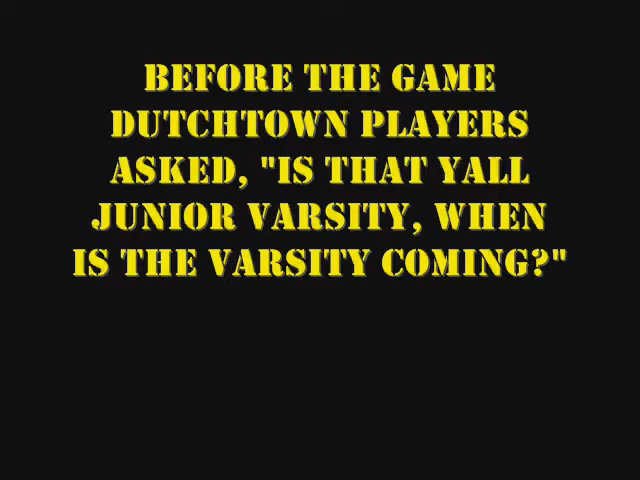 BEFORE THE GAME
DUTCHTOWN PLAYERS
ASKED, "IS THAT YALL
JUNIOR VARSITY, WHEN
IS THE VARSITY COMING?"